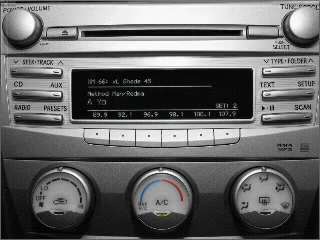 POWER·VOLUME
TUNE·SCROLL
SELECT
SEEK·TRACK
TYPE·FOLDER
CD AUX
TEXT SETUP
RADIO PRESETS
SCAN
XM 66: xL Shade 45
Method Man/Redma
A Yo
SET: 2
89.9 92.1 96.9 98.1 100.1 107.9
OFF
A/C